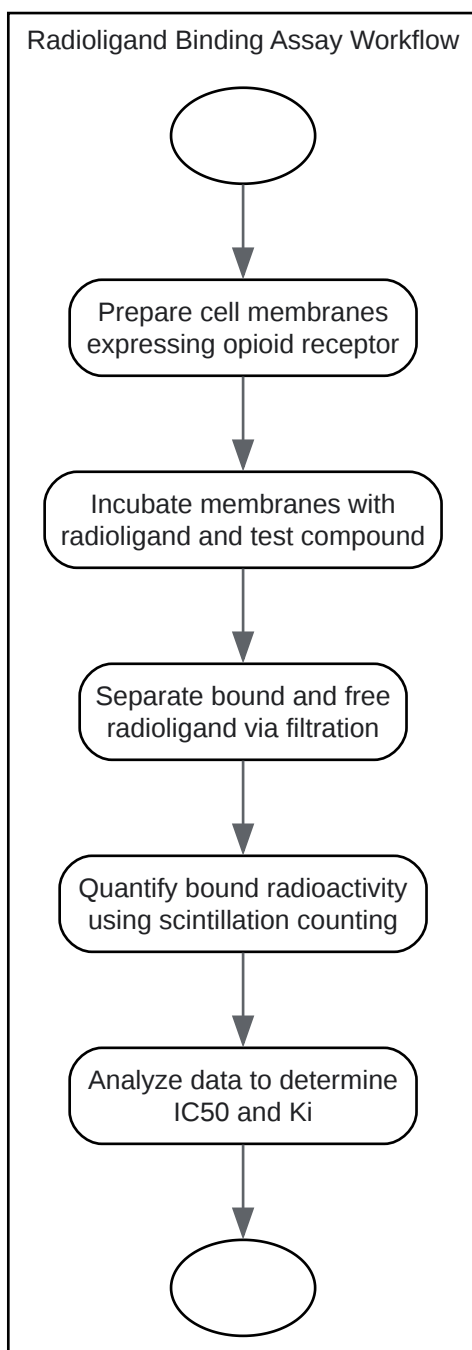 Radioligand Binding Assay Workflow
Prepare cell membranes
expressing opioid receptor
Incubate membranes with
radioligand and test compound
Separate bound and free
radioligand via filtration
Quantify bound radioactivity
using scintillation counting
Analyze data to determine
IC50 and Ki